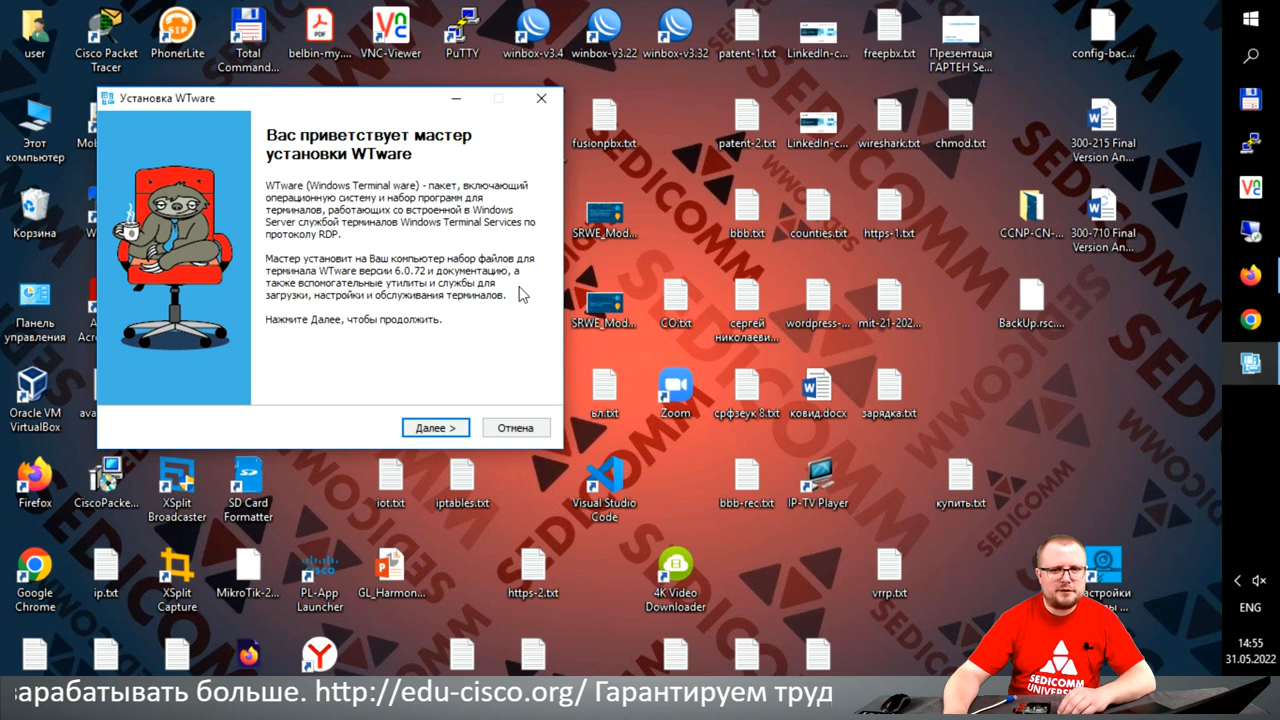 user
Cisco Packet
Tracer
PhonerLite
Total
Command...
belbin-my....
VNC-Viewer
PuTTY
winbox-v3.4
winbox-v3.22
winbox-v3.32
patent-1.txt
LinkedIn-c...
freepbx.txt
Презентація
ГАРТЕН Se...
config-bac...
Установка WTware
Вас приветствует мастер
установки WTware
WTware (Windows Terminal ware) - пакет, включающий
операционную систему и набор программ для
терминалов, работающих со встроенной в Windows
Server службой терминалов Windows Terminal Services по
протоколу RDP.
Мастер установит на Ваш компьютер набор файлов для
терминала WTware версии 6.0.72 и документацию, а
также вспомогательные утилиты и службы для
загрузки, настройки и обслуживания терминалов.
Нажмите Далее, чтобы продолжить.
Далее >
Отмена
Этот
компьютер
fusionpbx.txt
patent-2.txt
LinkedIn-c...
wireshark.txt
chmod.txt
300-215 Final
Version An...
Корзина
SRWE_Mod...
bbb.txt
counties.txt
https-1.txt
CCNP-CN-...
300-710 Final
Version An...
Панель
управления
SRWE_Mod...
CO.txt
сергей
николаеви...
wordpress-...
mit-21-202...
BackUp.rsc....
Oracle VM
VirtualBox
ava
ьл.txt
Zoom
србзеук 8.txt
ковид.docx
зарядка.txt
Firefox
CiscoPacke...
XSplit
Broadcaster
SD Card
Formatter
iot.txt
iptables.txt
Visual Studio
Code
bbb-rec.txt
IP-TV Player
купить.txt
Google
Chrome
ip.txt
XSplit
Capture
MikroTik-2...
PL-App
Launcher
GL_Harmon...
https-2.txt
4K Video
Downloader
vrrp.txt
ENG
14:55
31.05.2022
SEDICOMM
UNIVERSITY
зарабатывать больше. http://edu-cisco.org/ Гарантируем труд